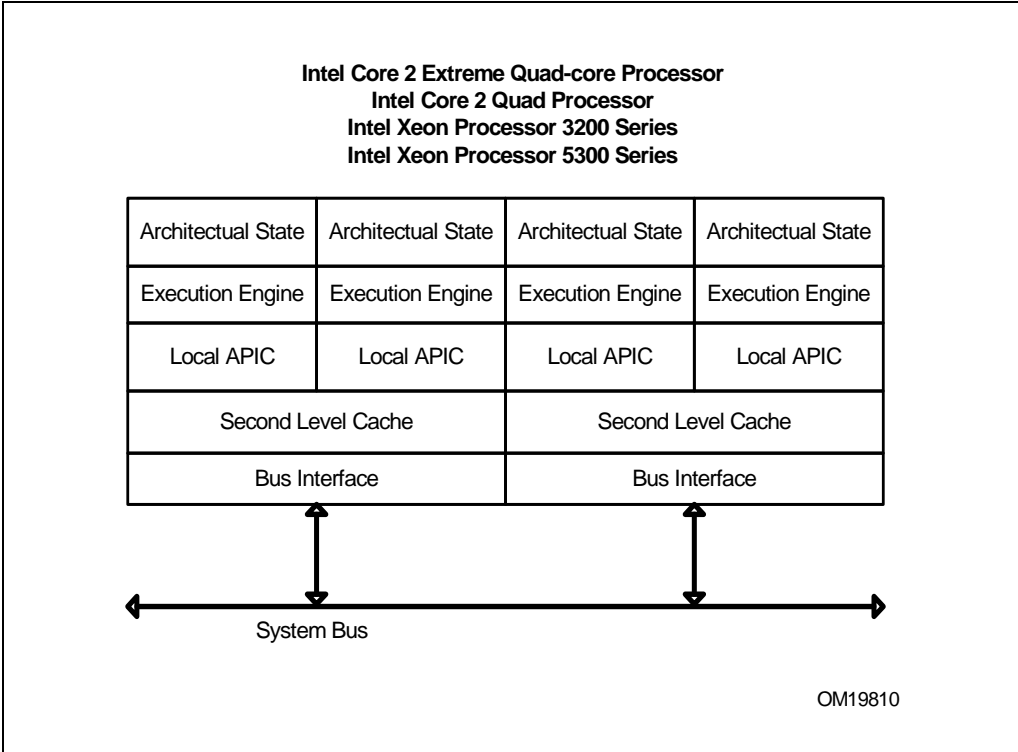 Intel Core 2 Extreme Quad-core Processor
Intel Core 2 Quad Processor
Intel Xeon Processor 3200 Series
Intel Xeon Processor 5300 Series
Architectual State Architectual State Architectual State Architectual State
Execution Engine Execution Engine Execution Engine Execution Engine
Local APIC Local APIC Local APIC Local APIC
Second Level Cache Second Level Cache
Bus Interface Bus Interface
System Bus
OM19810